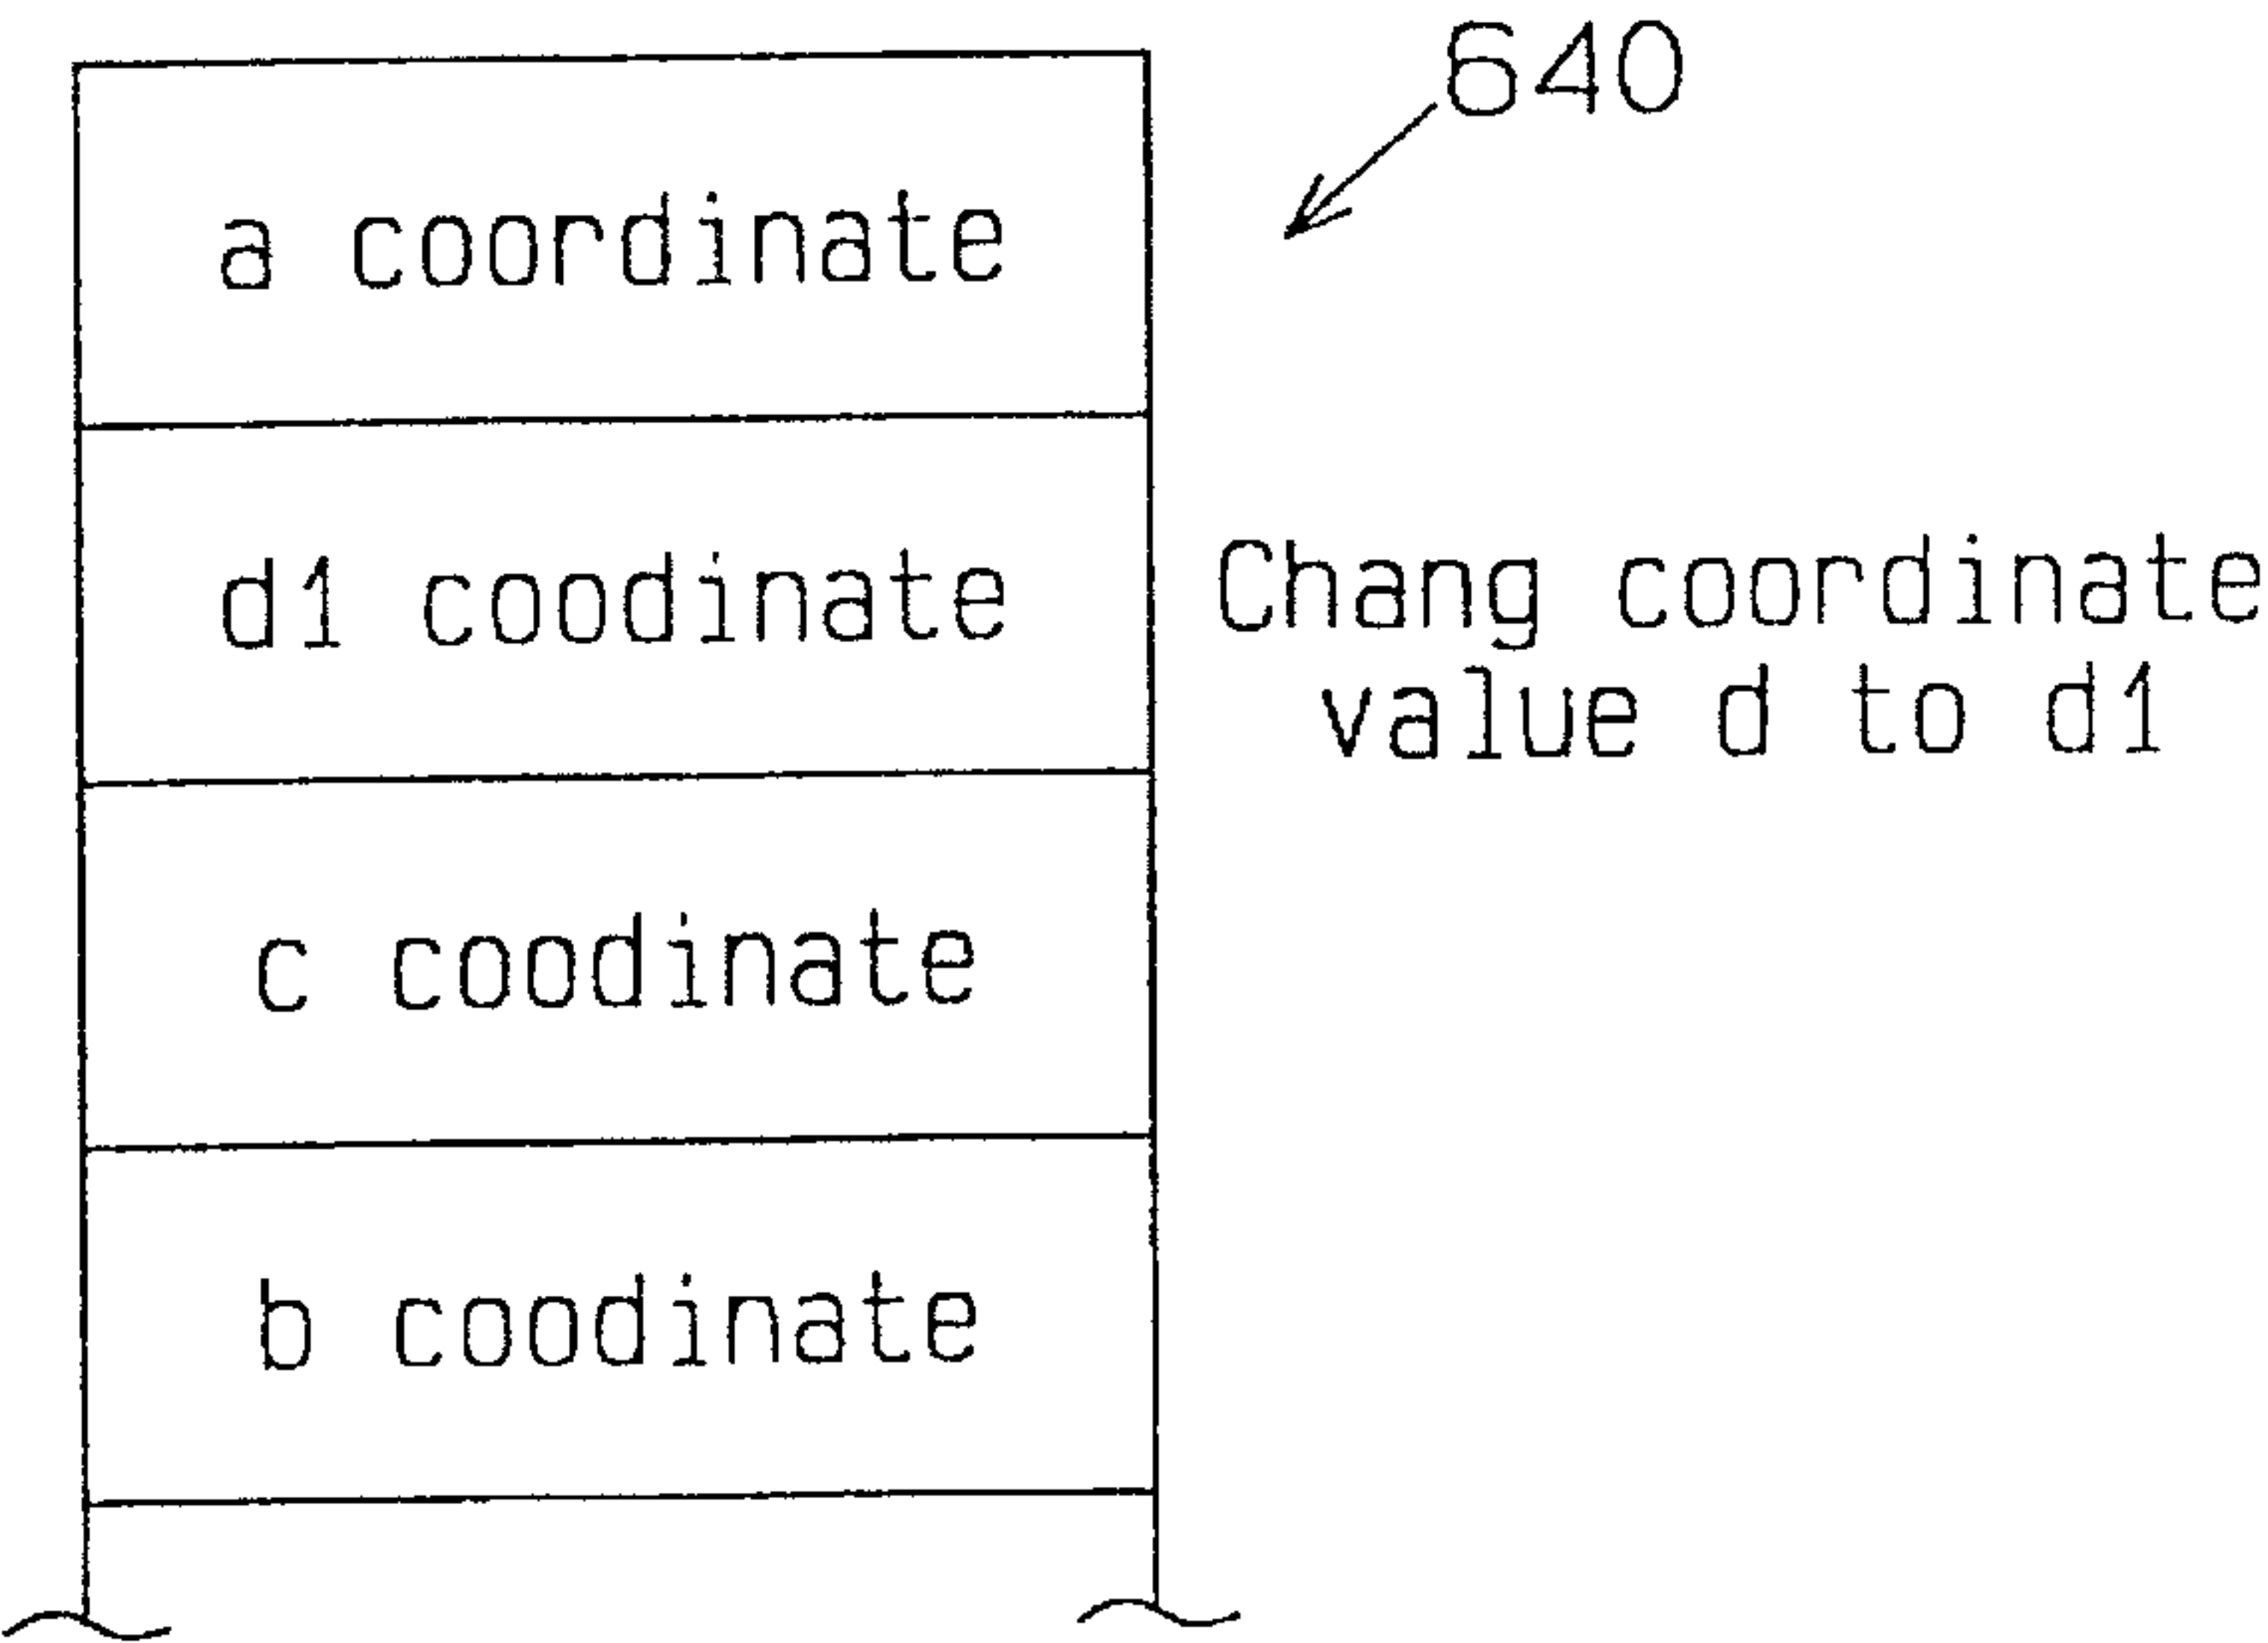 640
a coordinate
d1 coodinate
Chang coordinate
value d to d1
c coodinate
b coodinate